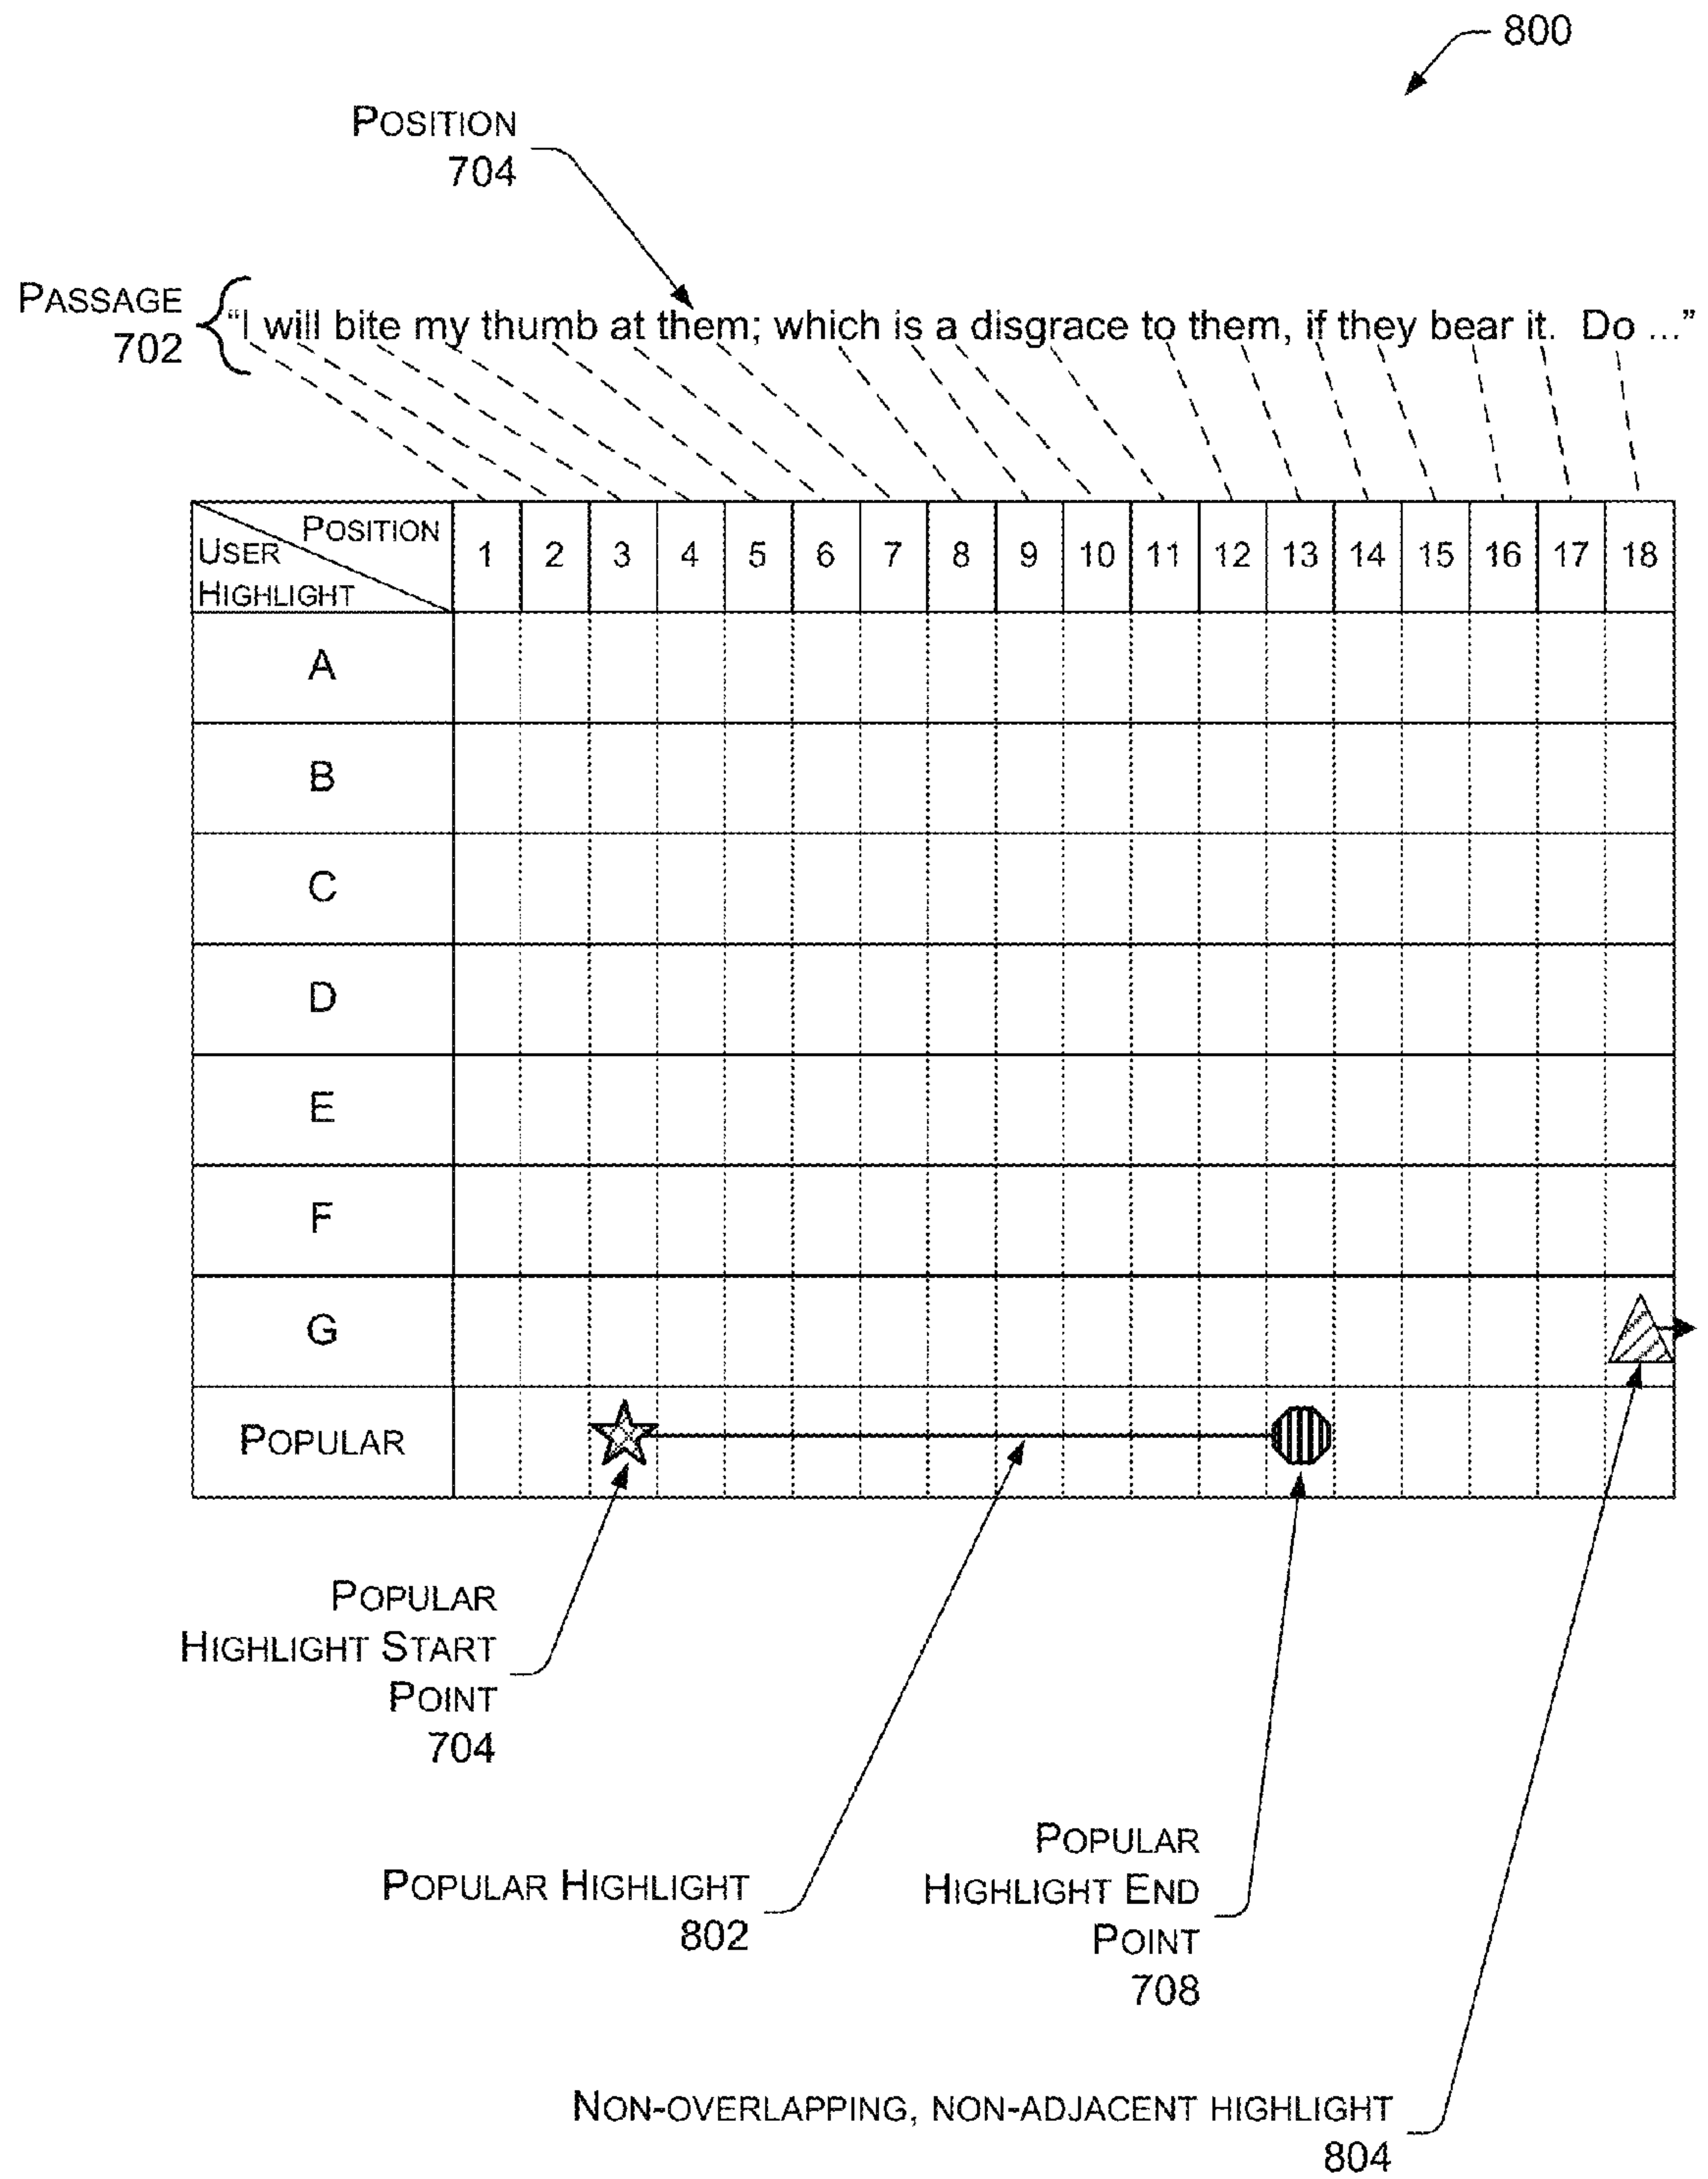 800
POSITION
704
PASSAGE
702
“I will bite my thumb at them; which is a disgrace to them, if they bear it.  Do ...”
POSITION
USER
HIGHLIGHT
1 2 3 4 5 6 7 8 9 10 11 12 13 14 15 16 17 18
A
B
C
D
E
F
G
POPULAR
POPULAR
HIGHLIGHT START
POINT
704
POPULAR HIGHLIGHT
802
POPULAR
HIGHLIGHT END
POINT
708
NON-OVERLAPPING, NON-ADJACENT HIGHLIGHT
804